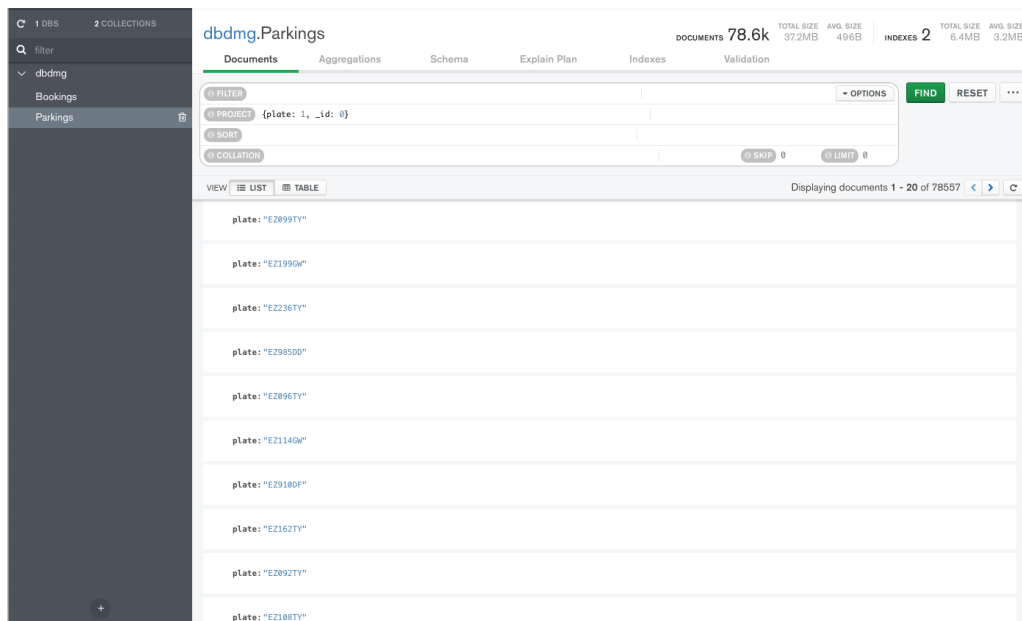 1 DBS 2 COLLECTIONS
filter
dbdmg
Bookings
Parkings
dbdmg.Parkings
DOCUMENTS 78.6k TOTAL SIZE 37.2MB AVG. SIZE 496B INDEXES 2 TOTAL SIZE 6.4MB AVG. SIZE 3.2MB
Documents Aggregations Schema Explain Plan Indexes Validation
FILTER OPTIONS FIND RESET ...
PROJECT {plate: 1, _id: 0}
SORT
COLLATION SKIP 0 LIMIT 0
VIEW LIST TABLE Displaying documents 1 - 20 of 78557 < > C
plate:"EZ099TY"
plate:"EZ199GW"
plate:"EZ236TY"
plate:"EZ985DD"
plate:"EZ096TY"
plate:"EZ114GW"
plate:"EZ910DF"
plate:"EZ162TY"
plate:"EZ092TY"
plate:"EZ108TY"